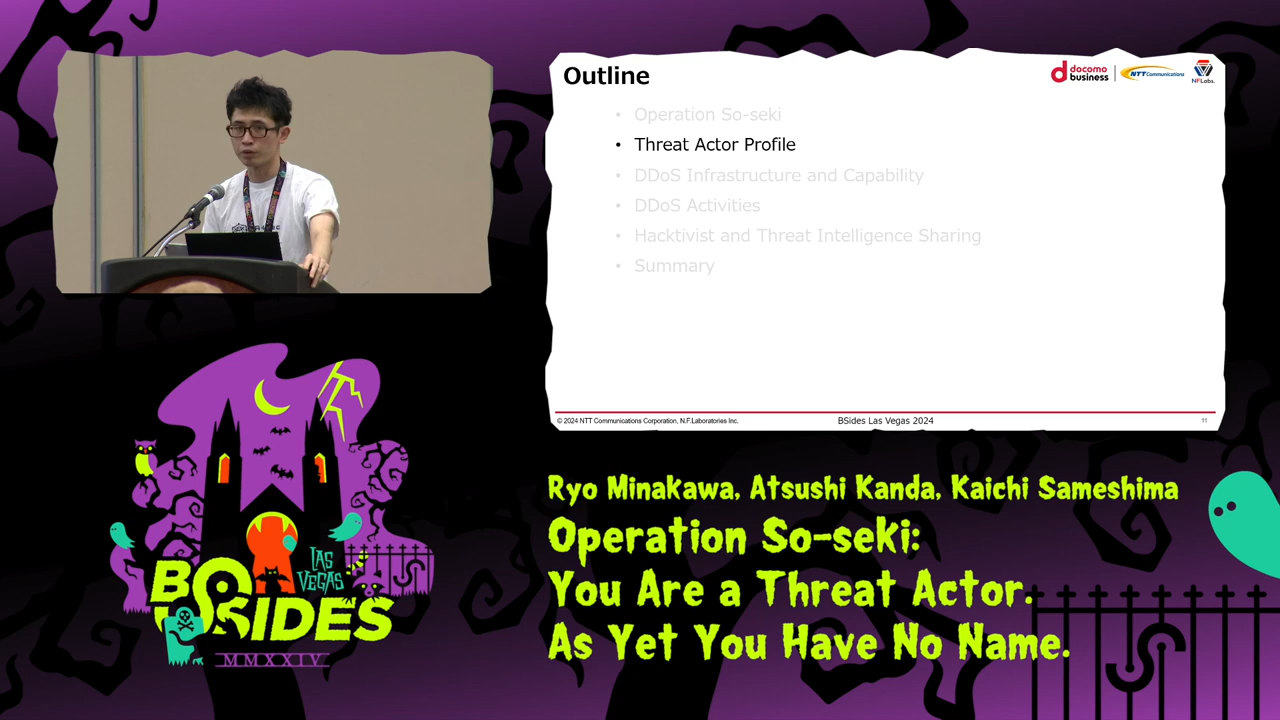 Outline
docomo
business
NTT Communications
NFLabs.
• Operation So-seki
• Threat Actor Profile
• DDoS Infrastructure and Capability
• DDoS Activities
• Hacktivist and Threat Intelligence Sharing
• Summary
© 2024 NTT Communications Corporation, N.F.Laboratories Inc.
BSides Las Vegas 2024
11
LAS
VEGAS
BSIDES
MMXXIV
Ryo Minakawa, Atsushi Kanda, Kaichi Sameshima
Operation So-seki:
You Are a Threat Actor.
As Yet You Have No Name.